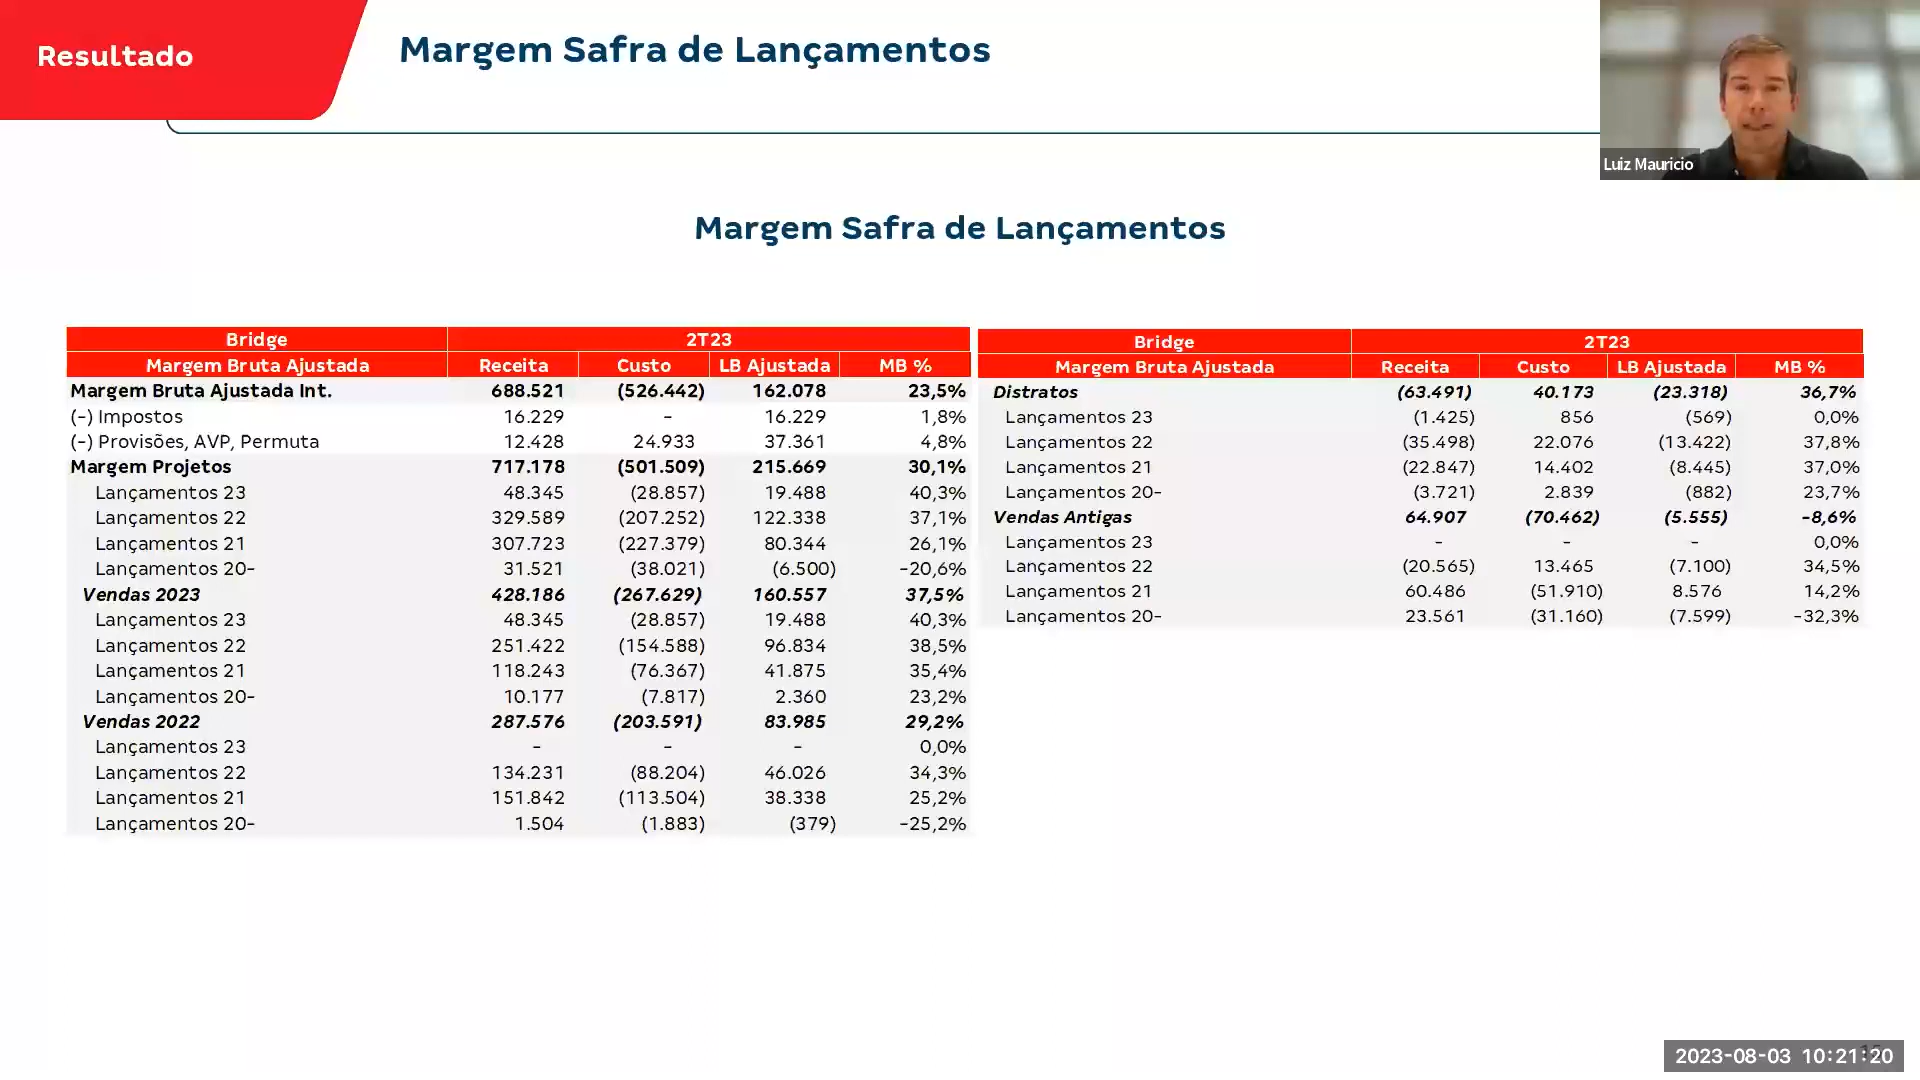 Resultado
Margem Safra de Lançamentos
Luiz Mauricio
Margem Safra de Lançamentos
Bridge 2T23
Margem Bruta Ajustada Receita Custo LB Ajustada MB %
Margem Bruta Ajustada Int. 688.521 (526.442) 162.078 23,5%
(-) Impostos 16.229 - 16.229 1,8%
(-) Provisões, AVP, Permuta 12.428 24.933 37.361 4,8%
Margem Projetos 717.178 (501.509) 215.669 30,1%
Lançamentos 23 48.345 (28.857) 19.488 40,3%
Lançamentos 22 329.589 (207.252) 122.338 37,1%
Lançamentos 21 307.723 (227.379) 80.344 26,1%
Lançamentos 20- 31.521 (38.021) (6.500) -20,6%
Vendas 2023 428.186 (267.629) 160.557 37,5%
Lançamentos 23 48.345 (28.857) 19.488 40,3%
Lançamentos 22 251.422 (154.588) 96.834 38,5%
Lançamentos 21 118.243 (76.367) 41.875 35,4%
Lançamentos 20- 10.177 (7.817) 2.360 23,2%
Vendas 2022 287.576 (203.591) 83.985 29,2%
Lançamentos 23 - - - 0,0%
Lançamentos 22 134.231 (88.204) 46.026 34,3%
Lançamentos 21 151.842 (113.504) 38.338 25,2%
Lançamentos 20- 1.504 (1.883) (379) -25,2%
Bridge 2T23
Margem Bruta Ajustada Receita Custo LB Ajustada MB %
Distratos (63.491) 40.173 (23.318) 36,7%
Lançamentos 23 (1.425) 856 (569) 0,0%
Lançamentos 22 (35.498) 22.076 (13.422) 37,8%
Lançamentos 21 (22.847) 14.402 (8.445) 37,0%
Lançamentos 20- (3.721) 2.839 (882) 23,7%
Vendas Antigas 64.907 (70.462) (5.555) -8,6%
Lançamentos 23 - - - 0,0%
Lançamentos 22 (20.565) 13.465 (7.100) 34,5%
Lançamentos 21 60.486 (51.910) 8.576 14,2%
Lançamentos 20- 23.561 (31.160) (7.599) -32,3%
2023-08-03 10:21:20